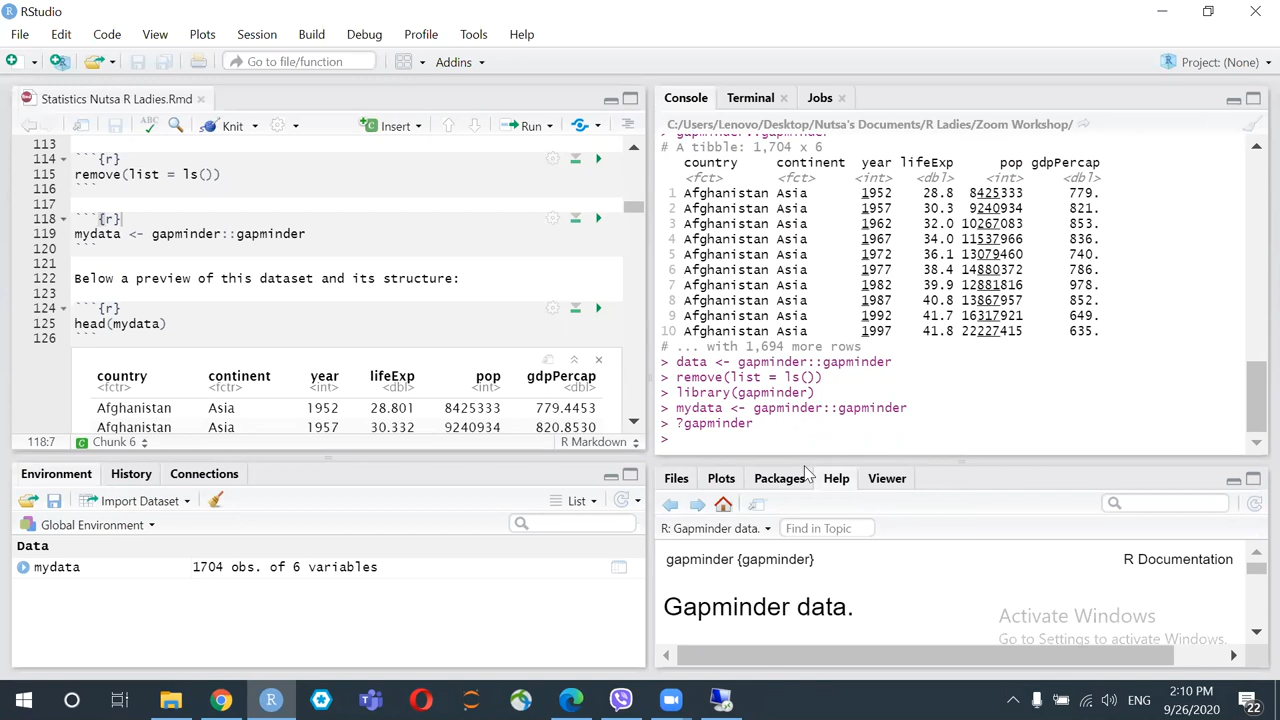 RStudio
File Edit Code View Plots Session Build Debug Profile Tools Help
Go to file/function Addins Project: (None)
Statistics Nutsa R Ladies.Rmd
ABC Knit Insert Run
113
114 ```{r}
115 remove(list = ls())
116 ```
117
118 ```{r}
119 mydata <- gapminder::gapminder
120 ```
121
122 Below a preview of this dataset and its structure:
123
124 ```{r}
125 head(mydata)
126 ```
country continent year lifeExp pop gdpPercap
<fctr> <fctr> <int> <dbl> <int> <dbl>
Afghanistan Asia 1952 28.801 8425333 779.4453
Afghanistan Asia 1957 30.332 9240934 820.8530
118:7 Chunk 6 R Markdown
Environment History Connections
Import Dataset List
Global Environment
Data
mydata 1704 obs. of 6 variables
Console Terminal Jobs
C:/Users/Lenovo/Desktop/Nutsa's Documents/R Ladies/Zoom Workshop/
gapminder::gapminder
# A tibble: 1,704 x 6
country continent year lifeExp pop gdpPercap
<fct> <fct> <int> <dbl> <int> <dbl>
1 Afghanistan Asia 1952 28.8 8425333 779.
2 Afghanistan Asia 1957 30.3 9240934 821.
3 Afghanistan Asia 1962 32.0 10267083 853.
4 Afghanistan Asia 1967 34.0 11537966 836.
5 Afghanistan Asia 1972 36.1 13079460 740.
6 Afghanistan Asia 1977 38.4 14880372 786.
7 Afghanistan Asia 1982 39.9 12881816 978.
8 Afghanistan Asia 1987 40.8 13867957 852.
9 Afghanistan Asia 1992 41.7 16317921 649.
10 Afghanistan Asia 1997 41.8 22227415 635.
# ... with 1,694 more rows
> data <- gapminder::gapminder
> remove(list = ls())
> library(gapminder)
> mydata <- gapminder::gapminder
> ?gapminder
>
Files Plots Packages Help Viewer
R: Gapminder data. Find in Topic
gapminder {gapminder} R Documentation
Gapminder data.
Activate Windows
Go to Settings to activate Windows.
ENG 2:10 PM
9/26/2020 22